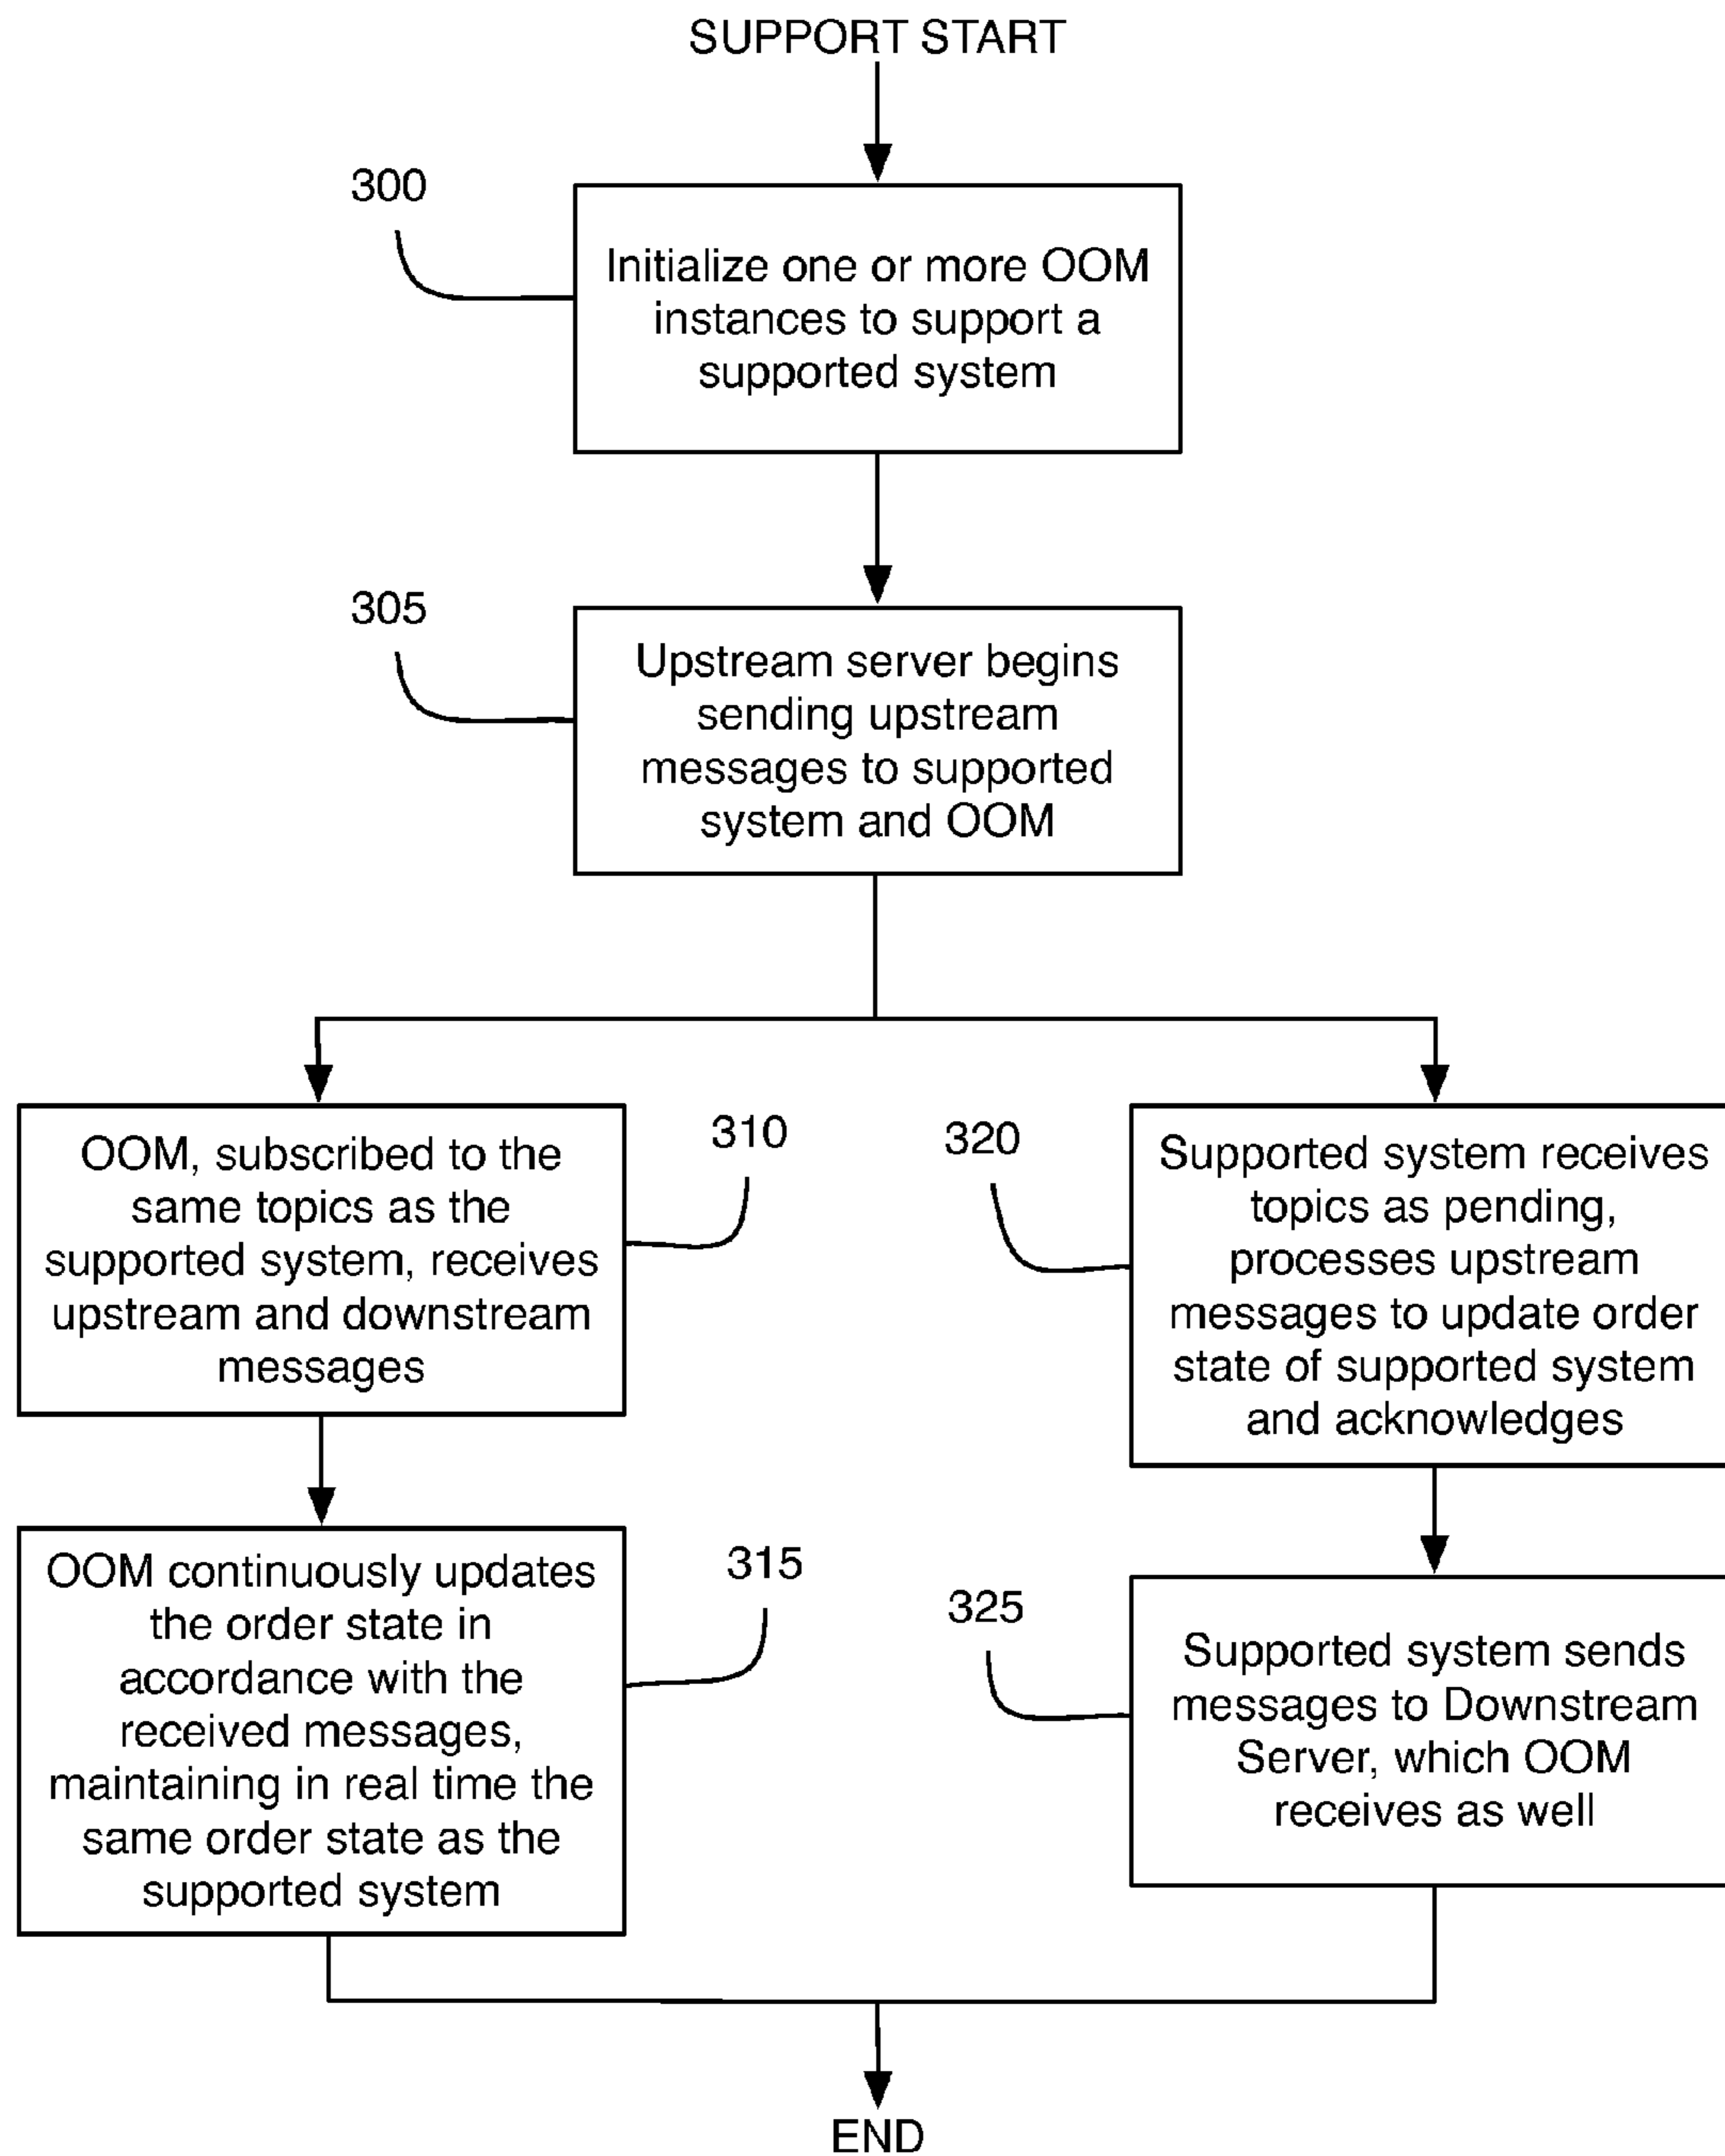 SUPPORT START
300
Initialize one or more OOM
instances to support a
supported system
305
Upstream server begins
sending upstream
messages to supported
system and OOM
OOM, subscribed to the
same topics as the
supported system, receives
upstream and downstream
messages
310
320
Supported system receives
topics as pending,
processes upstream
messages to update order
state of supported system
and acknowledges
OOM continuously updates
the order state in
accordance with the
received messages,
maintaining in real time the
same order state as the
supported system
315
325
Supported system sends
messages to Downstream
Server, which OOM
receives as well
END